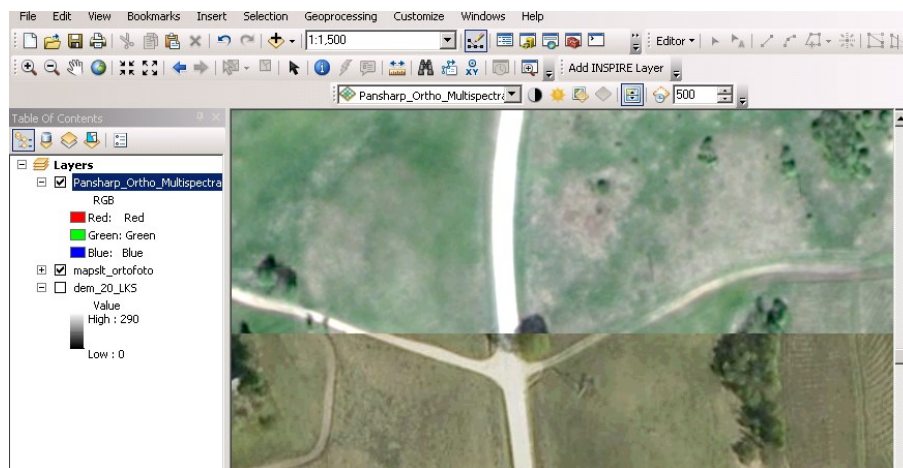 File Edit View Bookmarks Insert Selection Geoprocessing Customize Windows Help
1:1,500 Editor
Add INSPIRE Layer
Pansharp_Ortho_Multispectra 500
Table Of Contents
Layers
Pansharp_Ortho_Multispectra
RGB
Red: Red
Green: Green
Blue: Blue
mapslt_ortofoto
dem_20_LKS
Value
High : 290
Low : 0